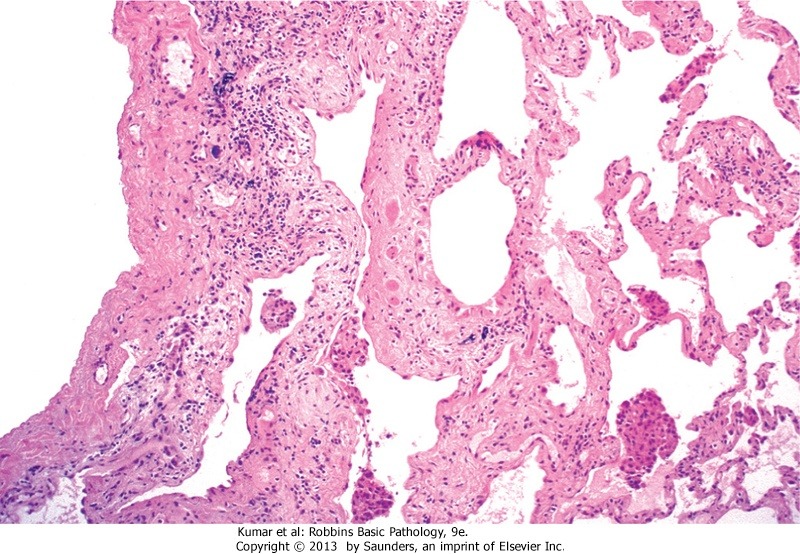 Kumar et al: Robbins Basic Pathology, 9e.
Copyright © 2013 by Saunders, an imprint of Elsevier Inc.